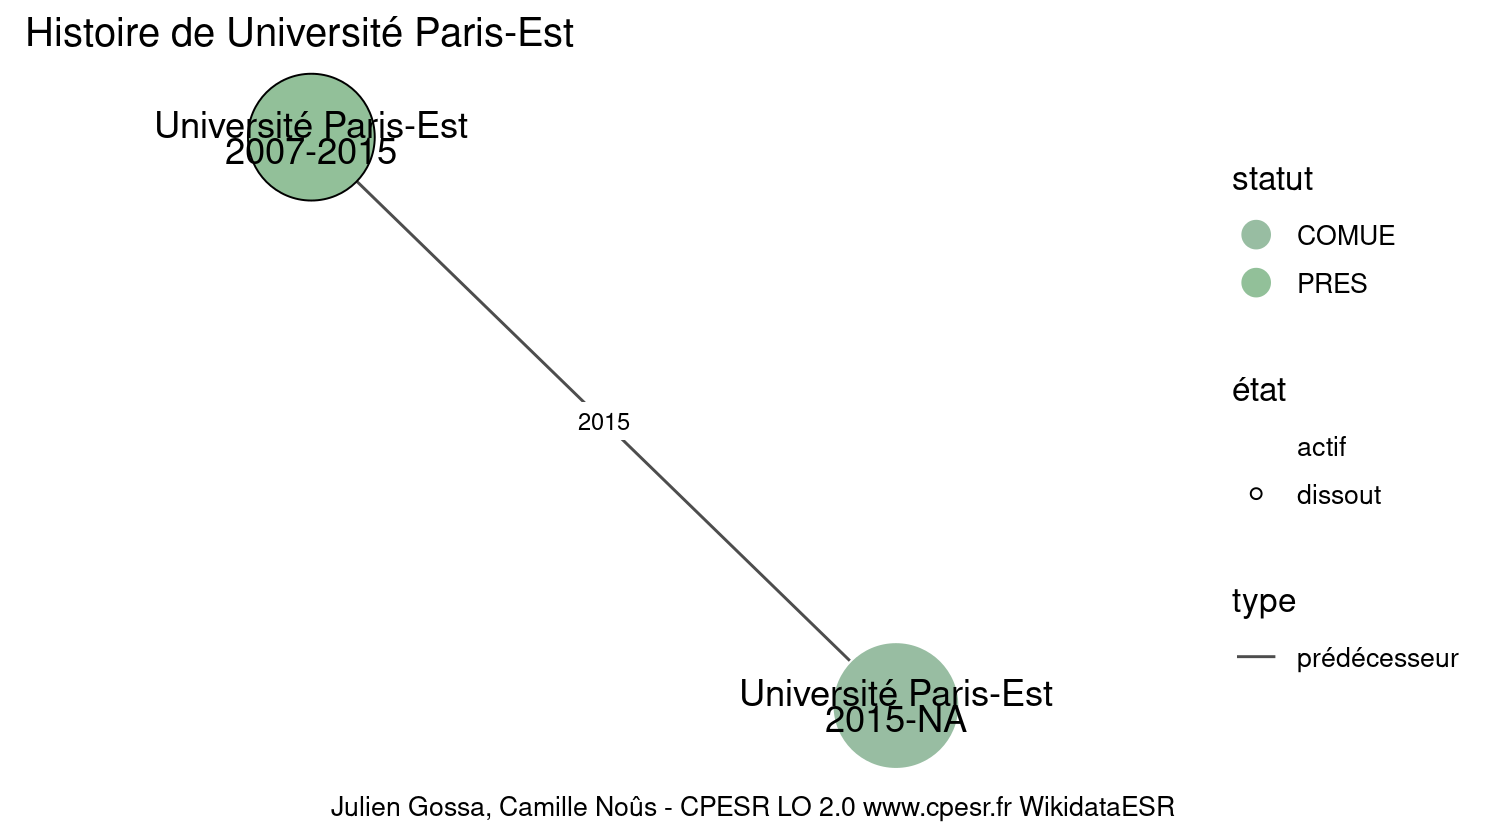 Histoire de Université Paris-Est
Université Paris-Est
2007-2015
2015
Université Paris-Est
2015-NA
statut
COMUE
PRES
état
actif
dissout
type
prédécesseur
Julien Gossa, Camille Noûs - CPESR LO 2.0 www.cpesr.fr WikidataESR